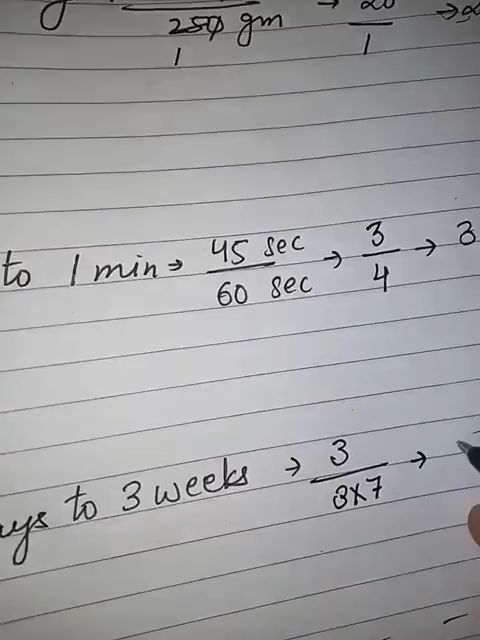 250 gm → 20 →
1 1
to 1 min → 45 sec → 3 → 3
60 sec 4
to 3 weeks → 3 →
3×7